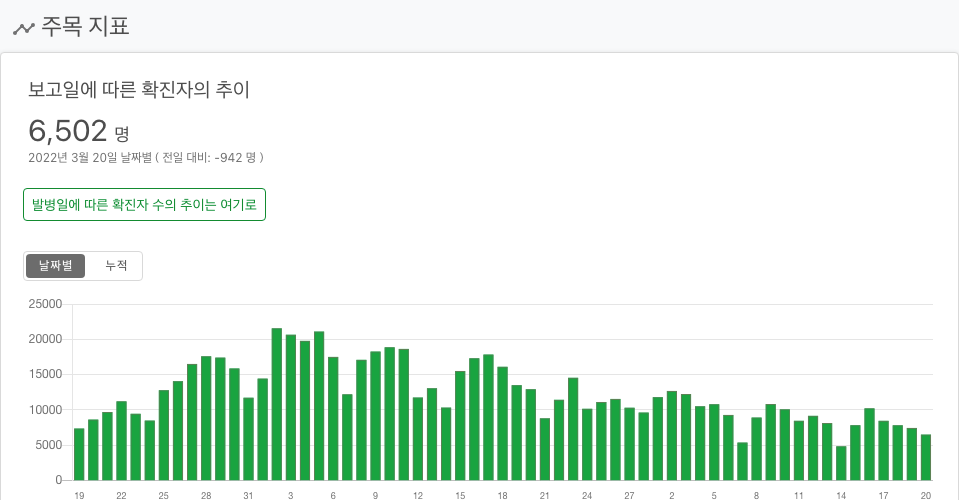 주목 지표
보고일에 따른 확진자의 추이
6,502 명
2022년 3월 20일 날짜별 ( 전일 대비: -942 명 )
발병일에 따른 확진자 수의 추이는 여기로
날짜별 누적
25000
20000
15000
10000
5000
0
19 22 25 28 31 3 6 9 12 15 18 21 24 27 2 5 8 11 14 17 20